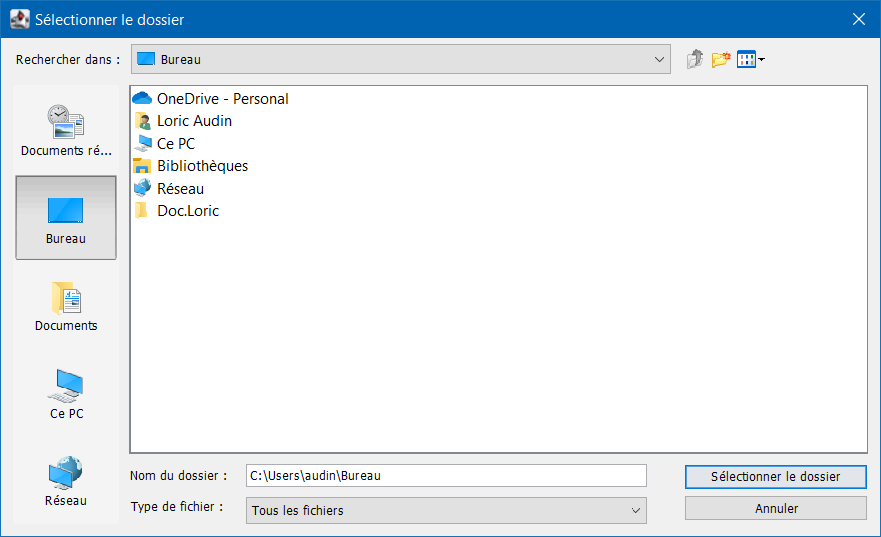 Sélectionner le dossier
Rechercher dans :
Bureau
Documents ré...
Bureau
Documents
Ce PC
Réseau
OneDrive - Personal
Loric Audin
Ce PC
Bibliothèques
Réseau
Doc.Loric
Nom du dossier :
C:\Users\audin\Bureau
Sélectionner le dossier
Type de fichier :
Tous les fichiers
Annuler